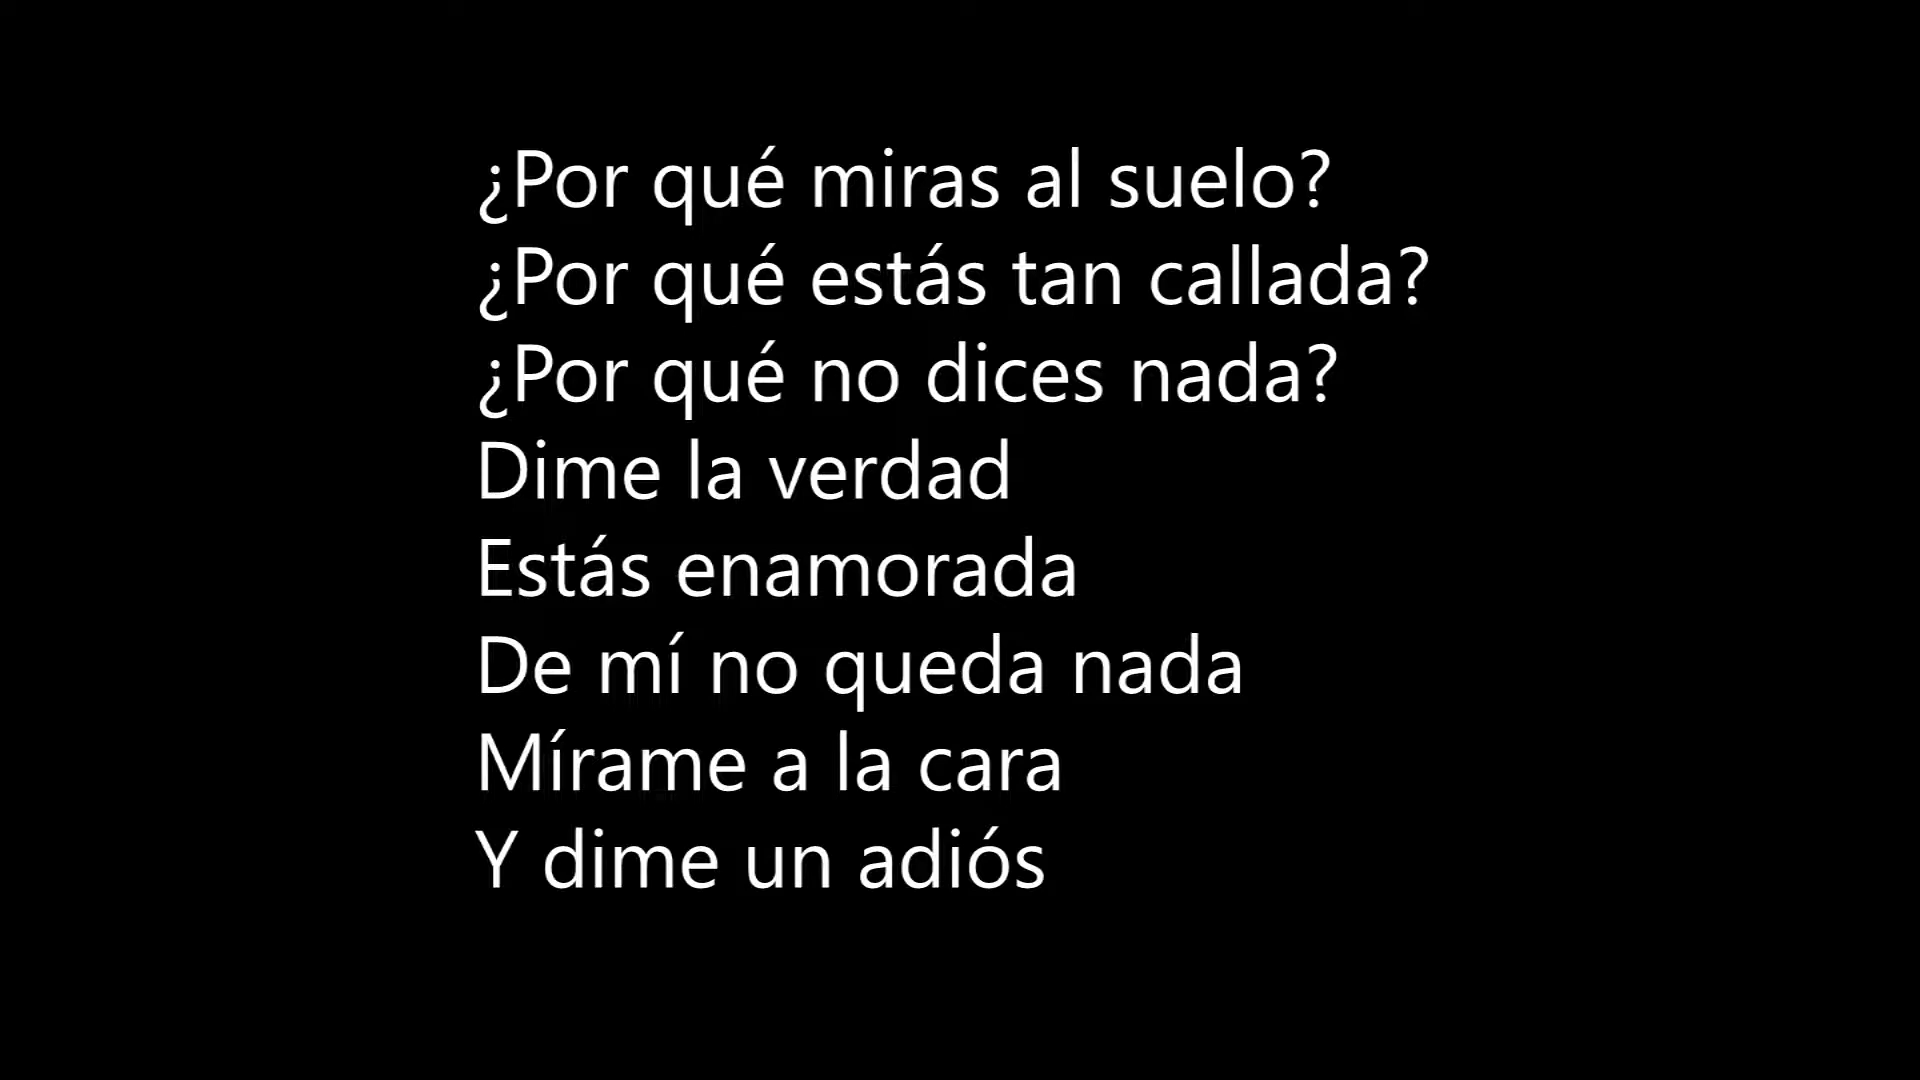 ¿Por qué miras al suelo?
¿Por qué estás tan callada?
¿Por qué no dices nada?
Dime la verdad
Estás enamorada
De mí no queda nada
Mírame a la cara
Y dime un adiós